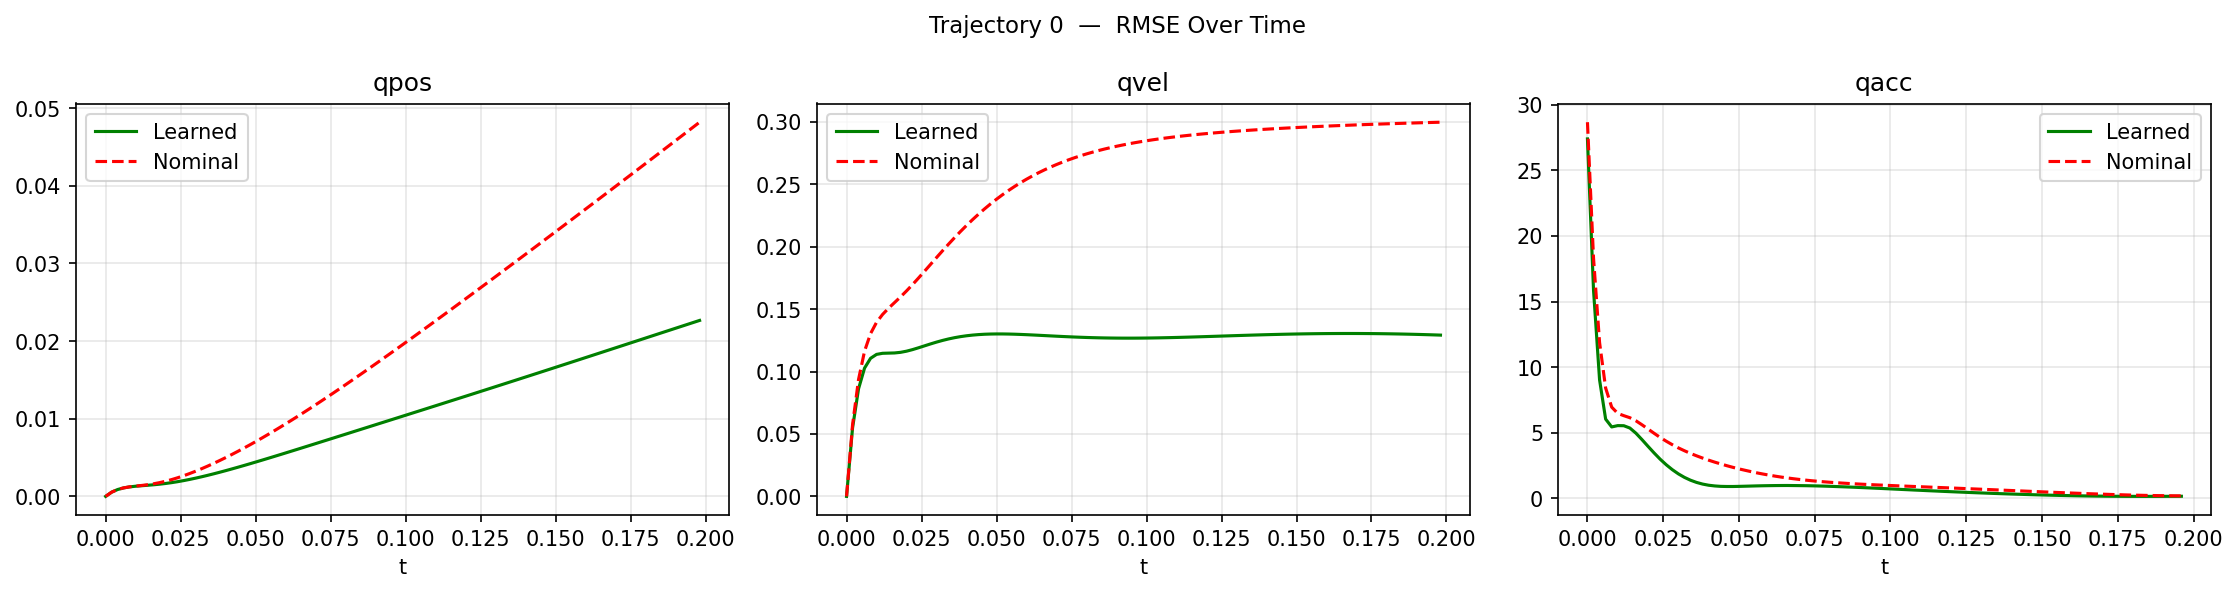 Trajectory 0 — RMSE Over Time
qpos
0.05
0.04
0.03
0.02
0.01
0.00
Learned
Nominal
0.000 0.025 0.050 0.075 0.100 0.125 0.150 0.175 0.200
t
qvel
0.30
0.25
0.20
0.15
0.10
0.05
0.00
Learned
Nominal
0.000 0.025 0.050 0.075 0.100 0.125 0.150 0.175 0.200
t
qacc
30
25
20
15
10
5
0
Learned
Nominal
0.000 0.025 0.050 0.075 0.100 0.125 0.150 0.175 0.200
t